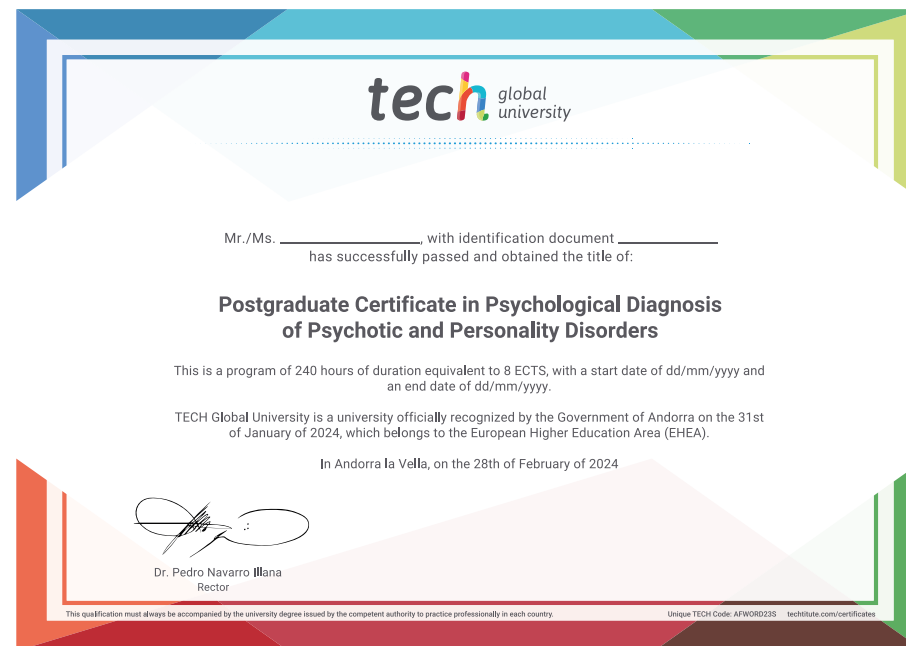 tech global
university
Mr./Ms. ____________________, with identification document ____________
has successfully passed and obtained the title of:
Postgraduate Certificate in Psychological Diagnosis
of Psychotic and Personality Disorders
This is a program of 240 hours of duration equivalent to 8 ECTS, with a start date of dd/mm/yyyy and
an end date of dd/mm/yyyy.
TECH Global University is a university officially recognized by the Government of Andorra on the 31st
of January of 2024, which belongs to the European Higher Education Area (EHEA).
In Andorra la Vella, on the 28th of February of 2024
Dr. Pedro Navarro Illana
Rector
This qualification must always be accompanied by the university degree issued by the competent authority to practice professionally in each country.
Unique TECH Code: AFWORD23S techtitute.com/certificates